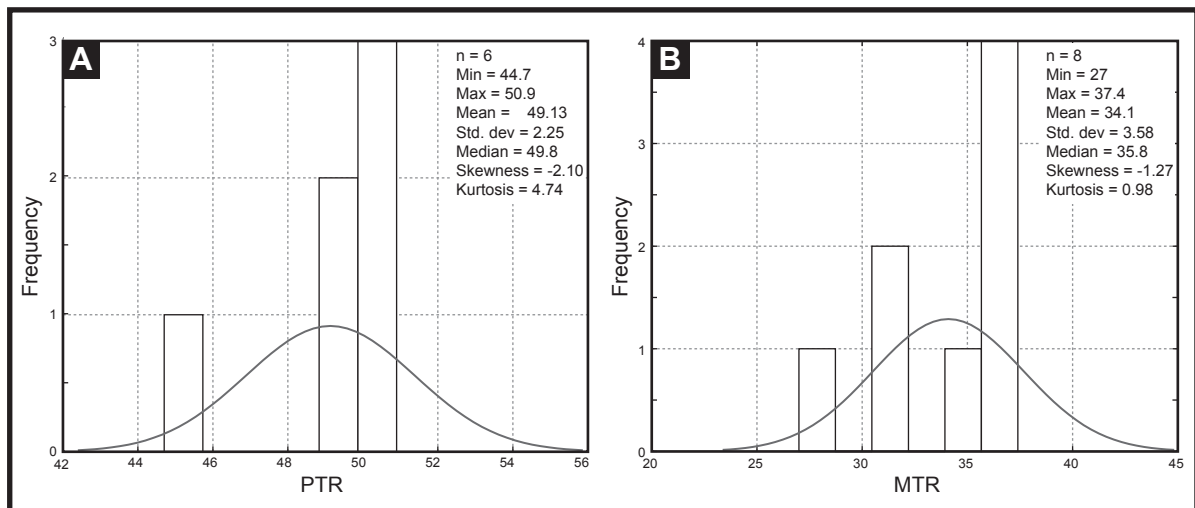 A
n = 6
Min = 44.7
Max = 50.9
Mean = 49.13
Std. dev = 2.25
Median = 49.8
Skewness = -2.10
Kurtosis = 4.74
3
2
1
0
Frequency
42 44 46 48 50 52 54 56
PTR
B
n = 8
Min = 27
Max = 37.4
Mean = 34.1
Std. dev = 3.58
Median = 35.8
Skewness = -1.27
Kurtosis = 0.98
4
3
2
1
0
Frequency
20 25 30 35 40 45
MTR